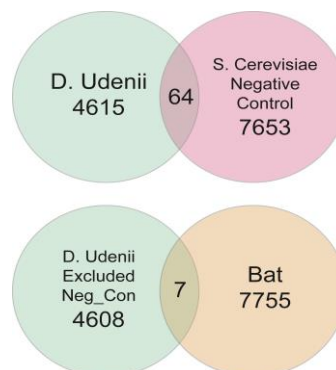 D. Udenii
4615
64
S. Cerevisiae
Negative
Control
7653
D. Udenii
Excluded
Neg_Con
4608
7
Bat
7755